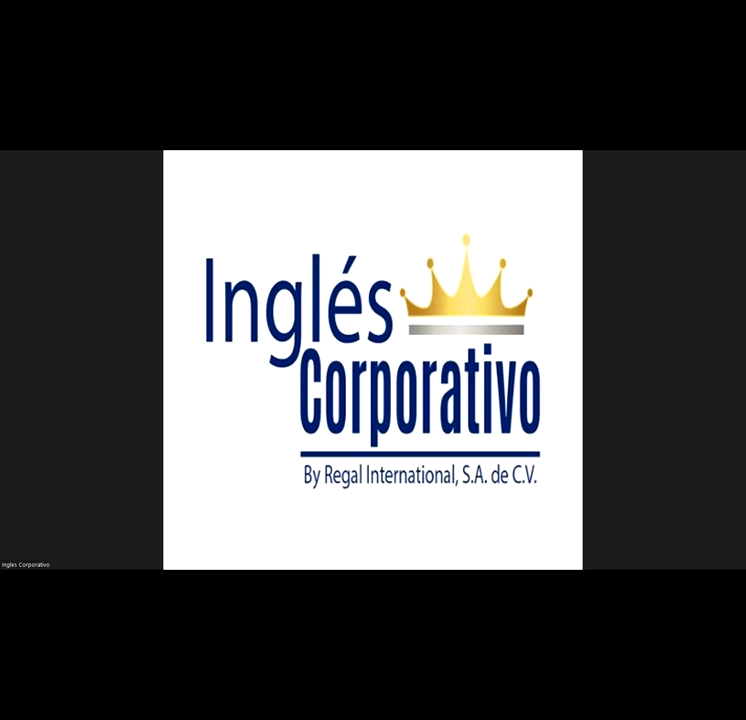 Inglés
Corporativo
By Regal International, S.A. de C.V.
Ingles Corporativo